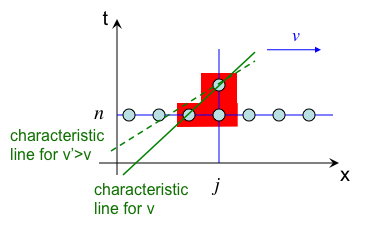 t
v
n
characteristic
line for v'>v
characteristic
line for v
j
x